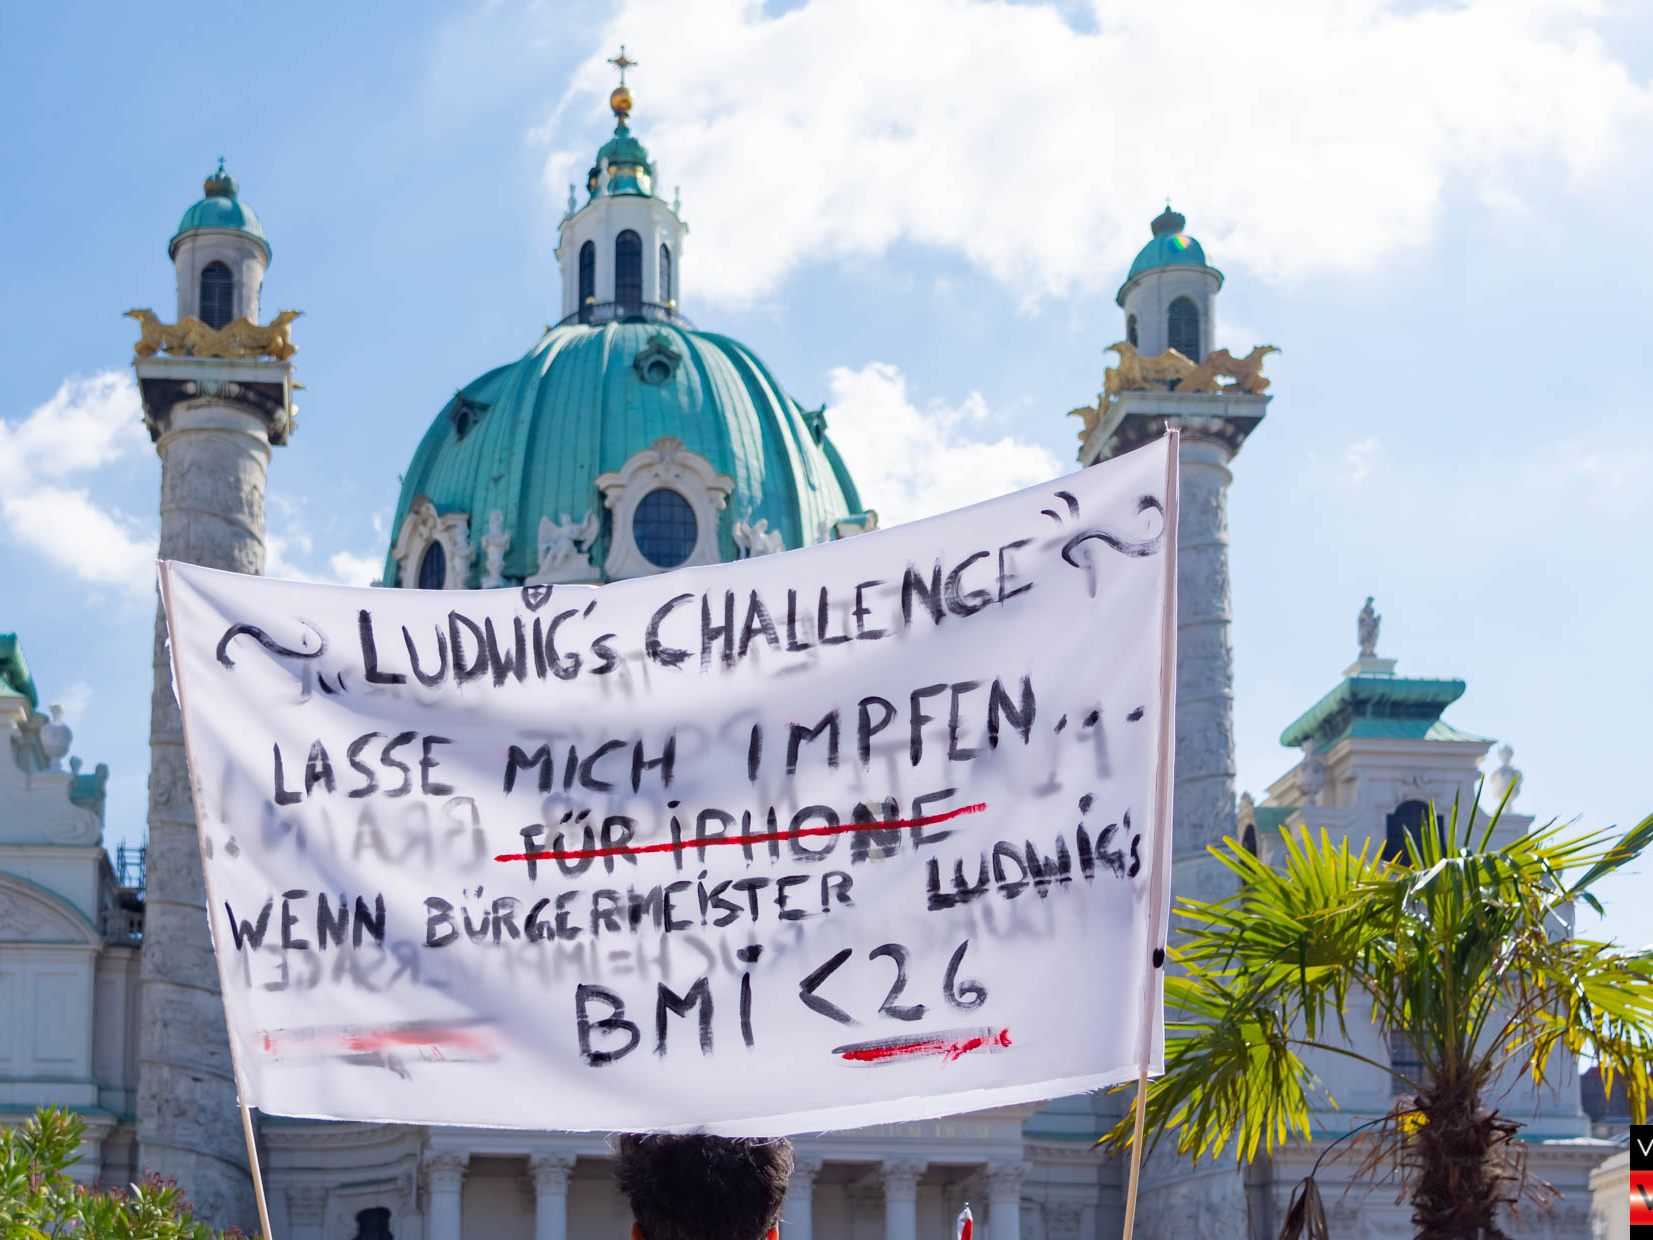 „LUDWIG's CHALLENGE"
LASSE MICH IMPFEN...
FÜR iPHONE
WENN BÜRGERMEiSTER LUDWiG's
BMi < 26